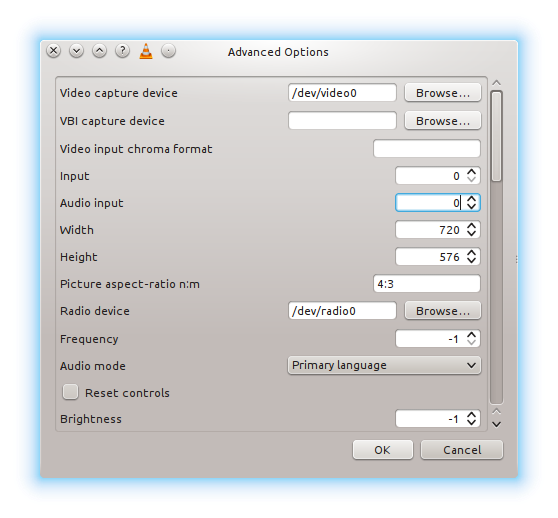 Advanced Options
Video capture device /dev/video0 Browse...
VBI capture device Browse...
Video input chroma format
Input 0
Audio input 0
Width 720
Height 576
Picture aspect-ratio n:m 4:3
Radio device /dev/radio0 Browse...
Frequency -1
Audio mode Primary language
Reset controls
Brightness -1
OK Cancel